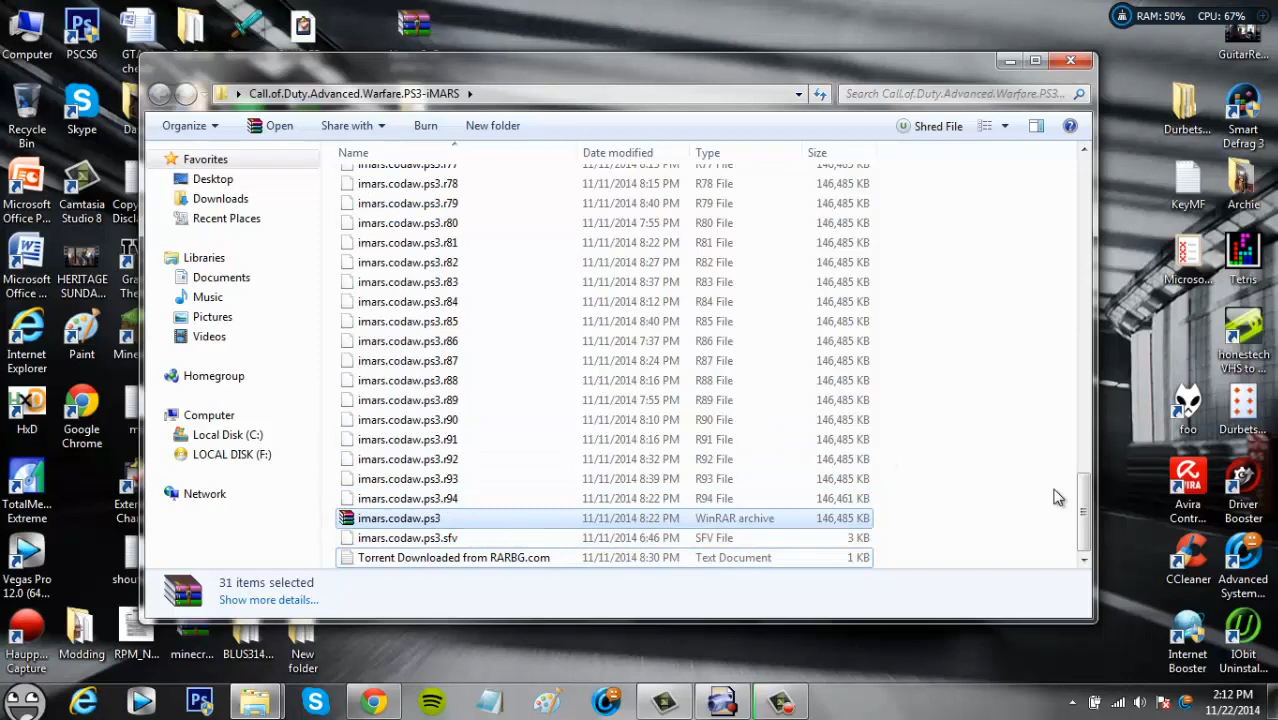 RAM: 50% CPU: 67%
Computer
PSCS6
GTA
che
GuitarRe...
Recycle
Bin
Skype
Da
Microsoft
Office P...
Camtasia
Studio 8
Copy
Discla
Microsoft
Office ...
HERITAGE
SUNDA...
Gra
The
Internet
Explorer
Paint
Mine
HxD
Google
Chrome
TotalMe...
Extreme
Unturned
Exter
Vegas Pro
12.0 (64...
shou
Haupp...
Capture
Modding
RPM_N...
minecr...
BLUS314...
New
folder
Call.of.Duty.Advanced.Warfare.PS3-iMARS
Search Call.of.Duty.Advanced.Warfare.PS3...
Organize
Open
Share with
Burn
New folder
Shred File
Name
Date modified
Type
Size
Favorites
Desktop
Downloads
Recent Places
Libraries
Documents
Music
Pictures
Videos
Homegroup
Computer
Local Disk (C:)
LOCAL DISK (F:)
Network
imars.codaw.ps3.r77 11/11/2014 8:15 PM R77 File 146,485 KB
imars.codaw.ps3.r78 11/11/2014 8:15 PM R78 File 146,485 KB
imars.codaw.ps3.r79 11/11/2014 8:40 PM R79 File 146,485 KB
imars.codaw.ps3.r80 11/11/2014 7:55 PM R80 File 146,485 KB
imars.codaw.ps3.r81 11/11/2014 8:22 PM R81 File 146,485 KB
imars.codaw.ps3.r82 11/11/2014 8:27 PM R82 File 146,485 KB
imars.codaw.ps3.r83 11/11/2014 8:37 PM R83 File 146,485 KB
imars.codaw.ps3.r84 11/11/2014 8:12 PM R84 File 146,485 KB
imars.codaw.ps3.r85 11/11/2014 8:40 PM R85 File 146,485 KB
imars.codaw.ps3.r86 11/11/2014 7:37 PM R86 File 146,485 KB
imars.codaw.ps3.r87 11/11/2014 8:24 PM R87 File 146,485 KB
imars.codaw.ps3.r88 11/11/2014 8:16 PM R88 File 146,485 KB
imars.codaw.ps3.r89 11/11/2014 7:55 PM R89 File 146,485 KB
imars.codaw.ps3.r90 11/11/2014 8:10 PM R90 File 146,485 KB
imars.codaw.ps3.r91 11/11/2014 8:16 PM R91 File 146,485 KB
imars.codaw.ps3.r92 11/11/2014 8:32 PM R92 File 146,485 KB
imars.codaw.ps3.r93 11/11/2014 8:39 PM R93 File 146,485 KB
imars.codaw.ps3.r94 11/11/2014 8:22 PM R94 File 25,461 KB
imars.codaw.ps3 11/11/2014 8:22 PM WinRAR archive 146,485 KB
imars.codaw.ps3.sfv 11/11/2014 6:46 PM SFV File 3 KB
Torrent Downloaded from RARBG.com 11/11/2014 8:30 PM Text Document 1 KB
31 items selected
Show more details...
Durbets...
Smart
Defrag 3
KeyMF
Archie
Microso...
Tetris
honestech
VHS to ...
foo
Durbets...
Avira
Contr...
Driver
Booster
CCleaner
Advanced
System...
Internet
Booster
IObit
Uninstal...
2:12 PM
11/22/2014